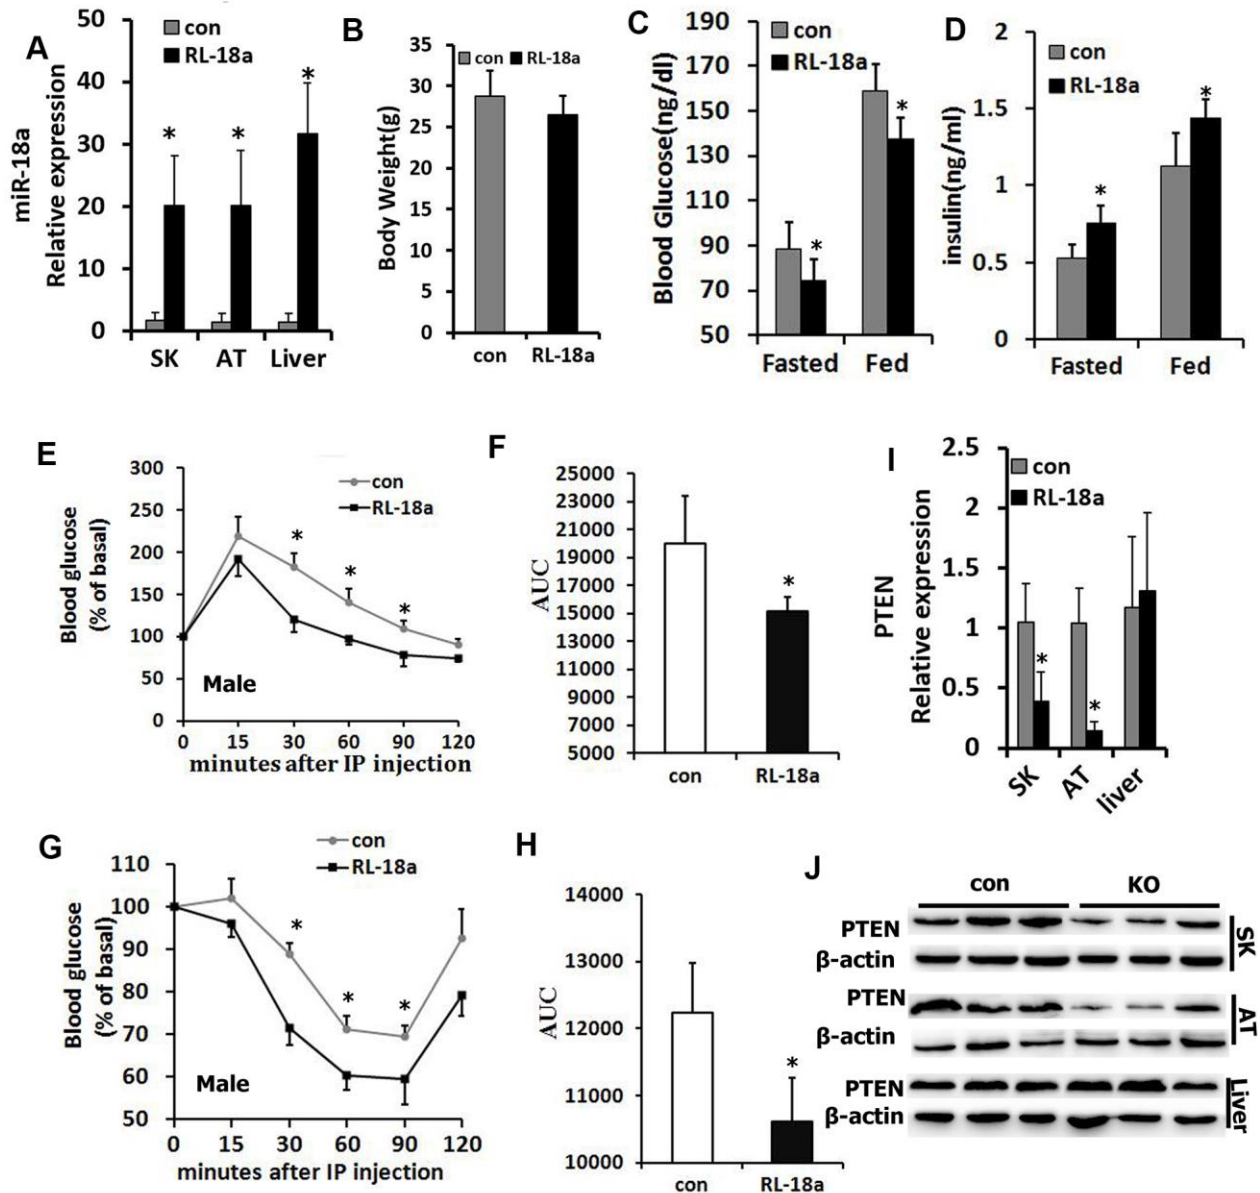 A
miR-18a
Relative expression
50
40
30
20
10
0
con
RL-18a
*
*
*
SK AT Liver
B
Body Weight(g)
35
30
25
20
15
10
5
0
con RL-18a
con RL-18a
C
Blood Glucose(ng/dl)
190
170
150
130
110
90
70
50
con
RL-18a
*
*
Fasted Fed
D
insulin(ng/ml)
2
1.5
1
0.5
0
con
RL-18a
*
*
Fasted Fed
E
Blood glucose
(% of basal)
300
250
200
150
100
50
0
con
RL-18a
*
*
*
Male
0 15 30 60 90 120
minutes after IP injection
F
AUC
25000
23000
21000
19000
17000
15000
13000
11000
9000
7000
5000
*
con RL-18a
I
PTEN
Relative expression
2.5
2
1.5
1
0.5
0
con
RL-18a
*
*
SK AT liver
G
Blood glucose
(% of basal)
110
100
90
80
70
60
50
con
RL-18a
*
*
*
Male
0 15 30 60 90 120
minutes after IP injection
H
AUC
14000
13000
12000
11000
10000
*
con RL-18a
J
con KO
PTEN
β-actin
SK
PTEN
β-actin
AT
PTEN
β-actin
Liver